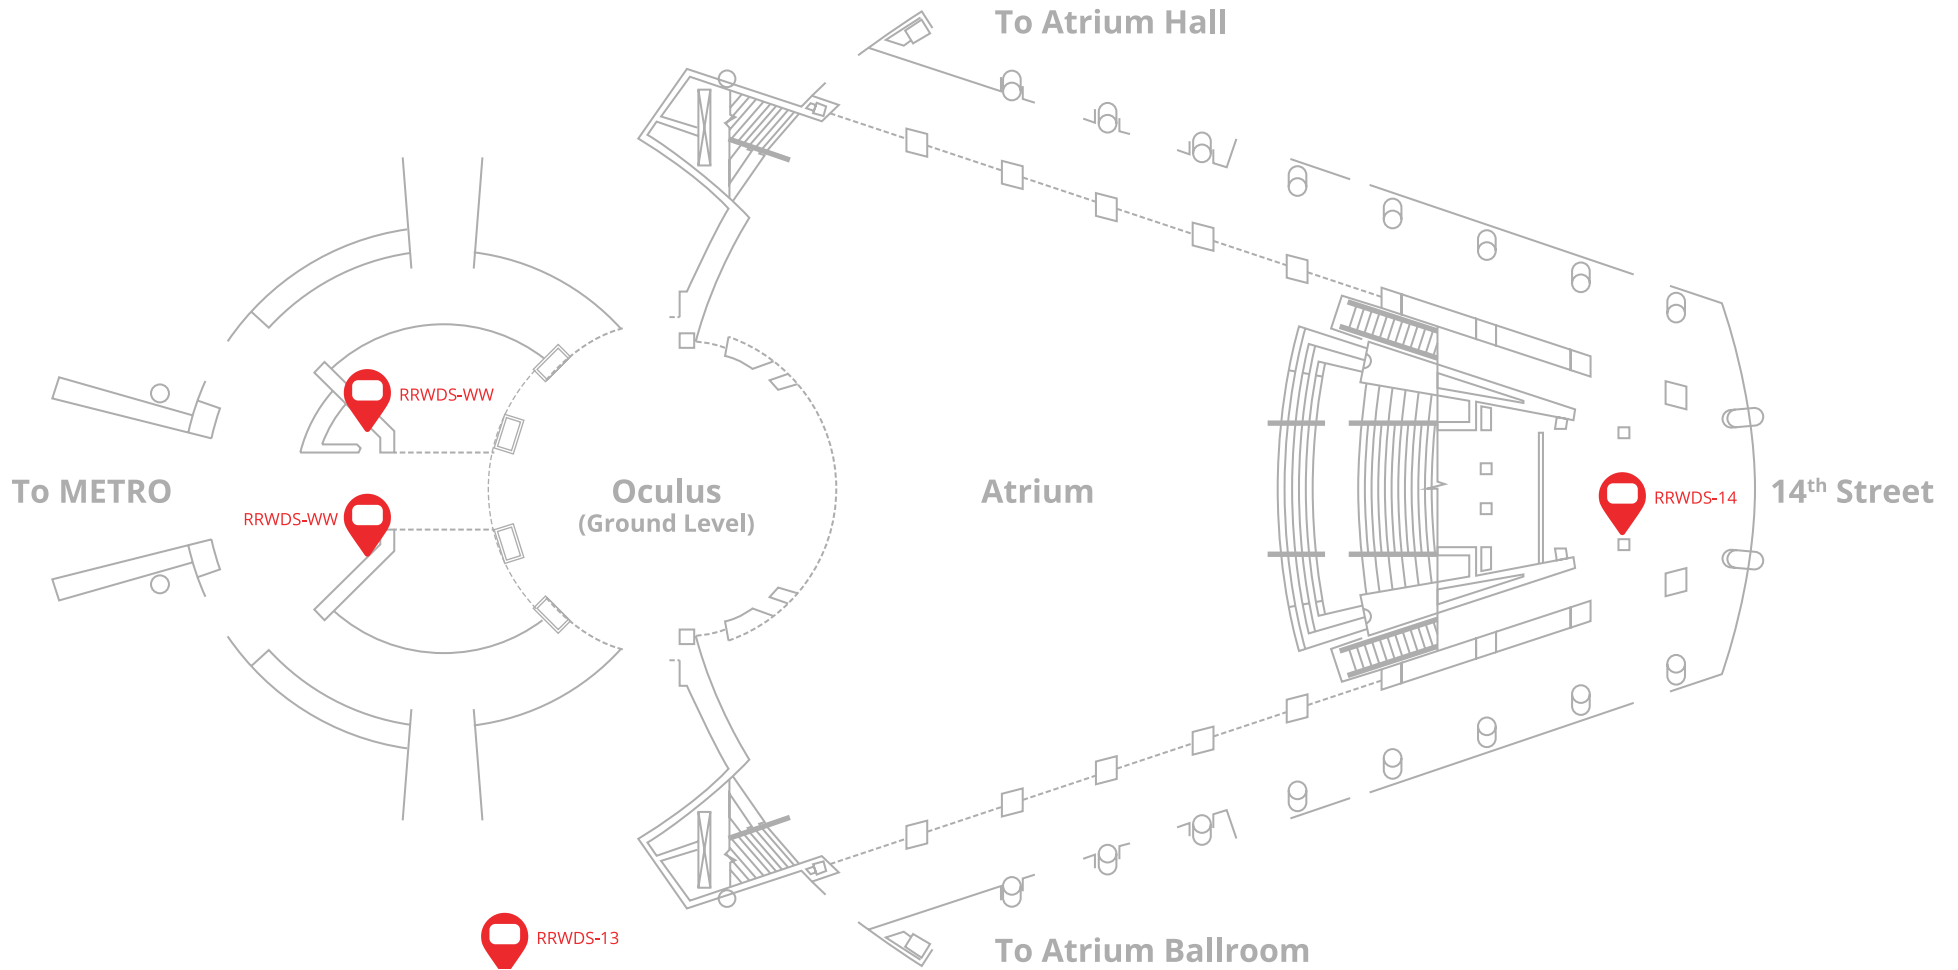 To Atrium Hall
RRWDS-WW
To METRO
Oculus
(Ground Level)
Atrium
RRWDS-14
14th Street
RRWDS-WW
RRWDS-13
To Atrium Ballroom